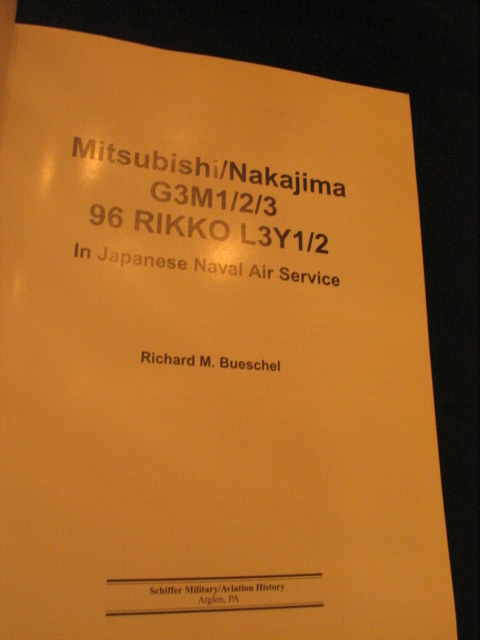 Mitsubishi/Nakajima
G3M1/2/3
96 RIKKO L3Y1/2
In Japanese Naval Air Service
Richard M. Bueschel
Schiffer Military/Aviation History
Atglen, PA